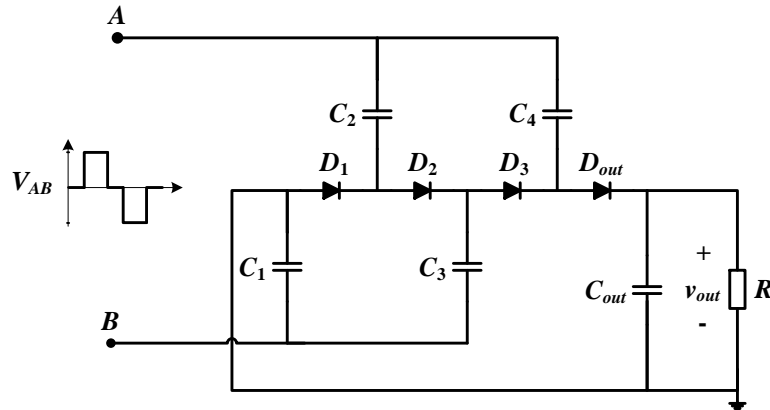 A
C2
C4
D1 D2 D3 Dout
VAB
C1
C3
Cout
+
vout
-
R
B